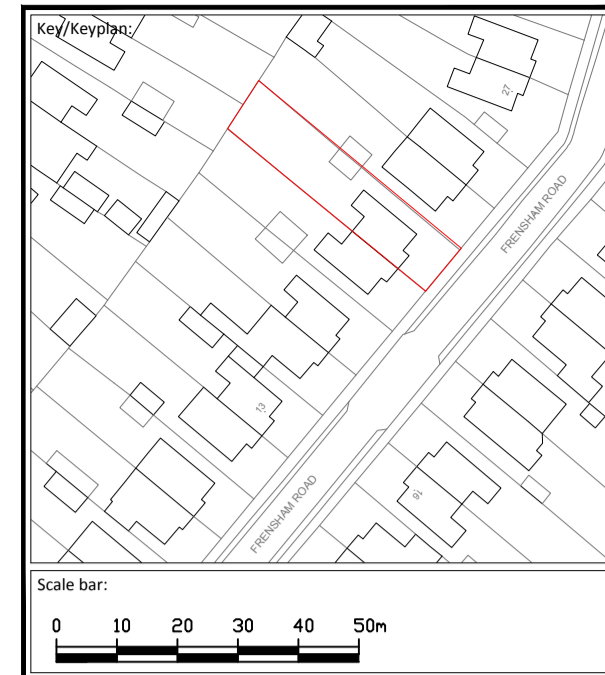 Key/Keyplan:
27
FRENSHAM ROAD
13
16
FRENSHAM ROAD
Scale bar:
0 10 20 30 40 50m